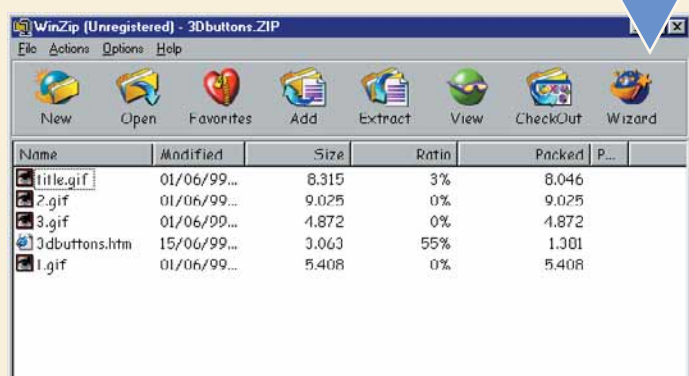 WinZip (Unregistered) - 3Dbuttons.ZIP
File Actions Options Help
New Open Favorites Add Extract View CheckOut Wizard
Name Modified Size Ratio Packed P...
title.gif 01/06/99... 8.315 3% 8.046
2.gif 01/06/99... 9.025 0% 9.025
3.gif 01/06/99... 4.872 0% 4.872
3dbuttons.htm 15/06/99... 3.063 55% 1.381
1.gif 01/06/99... 5.408 0% 5.408